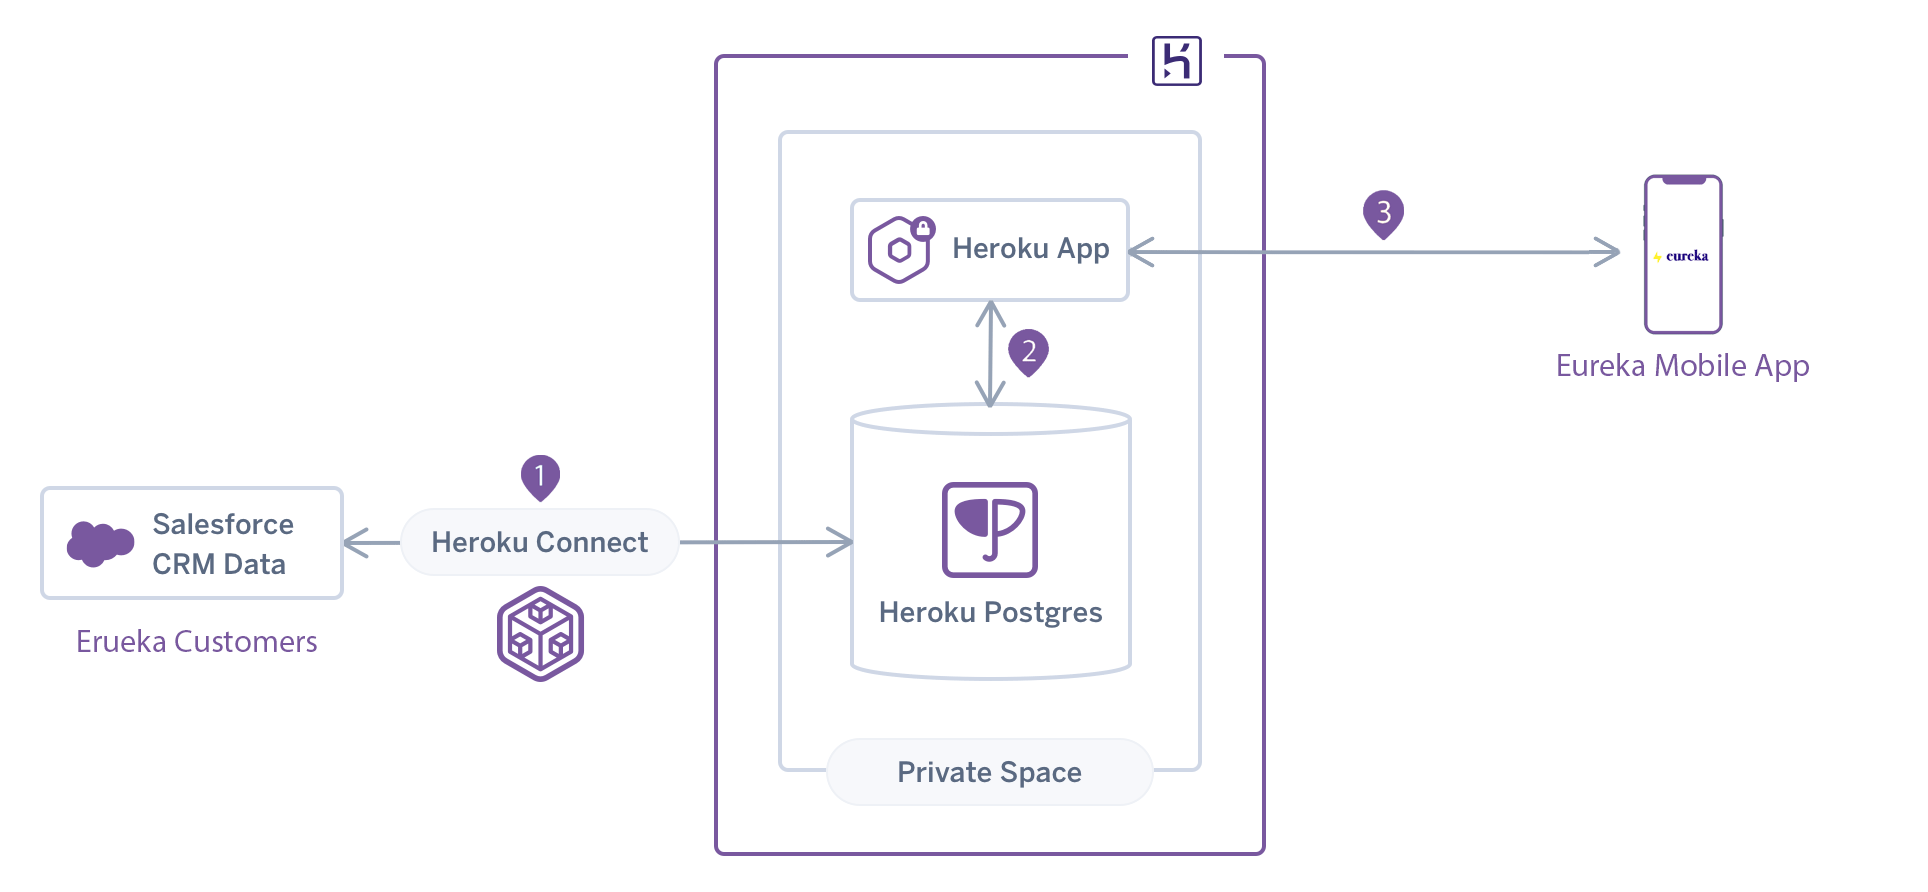 3
Heroku App
eureka
2
Eureka Mobile App
1
Salesforce
CRM Data
Heroku Connect
Heroku Postgres
Erueka Customers
Private Space